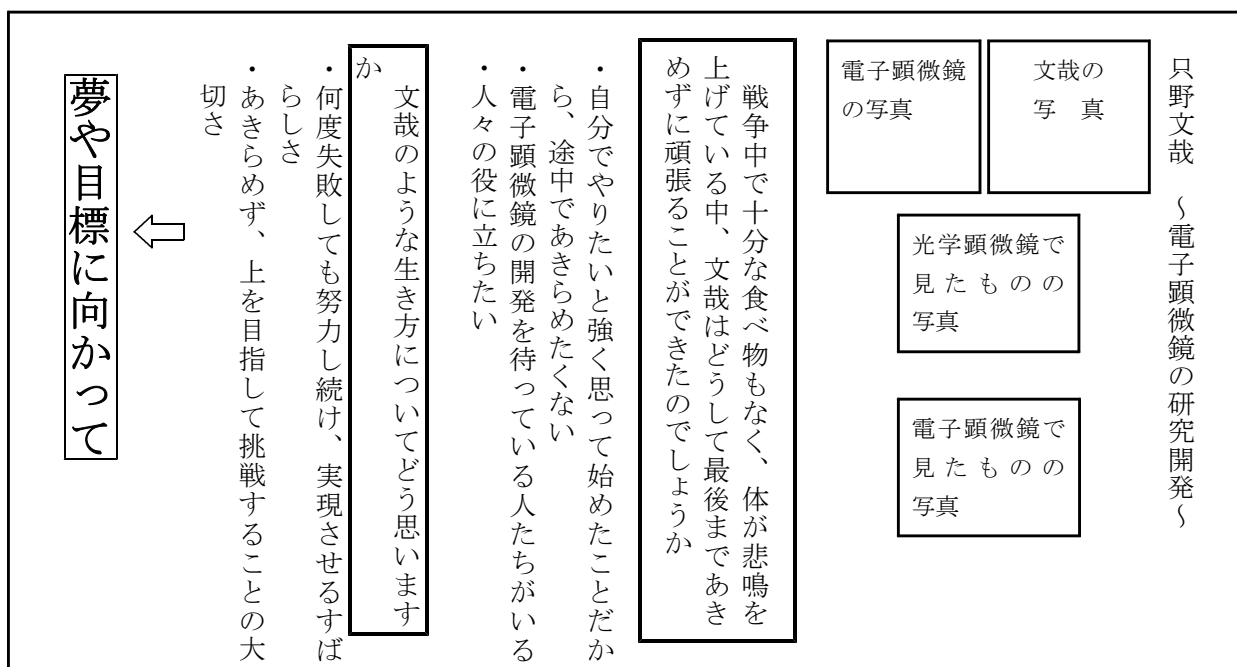 只野文哉　～電子顕微鏡の研究開発～
文哉の
写真
電子顕微鏡
の写真
光学顕微鏡で
見たものの
写真
電子顕微鏡で
見たものの
写真
戦争中で十分な食べ物もなく、体が悲鳴を
上げている中、文哉はどうして最後まであき
らめずに頑張ることができたのでしょうか
・自分でやりたいと強く思って始めたことだか
ら、途中であきらめたくない
・電子顕微鏡の開発を待っている人たちがいる
・人々の役に立ちたい
文哉のような生き方についてどう思います
か
・何度失敗しても努力し続け、実現させるすば
らしさ
・あきらめず、上を目指して挑戦することの大
切さ
夢や目標に向かって